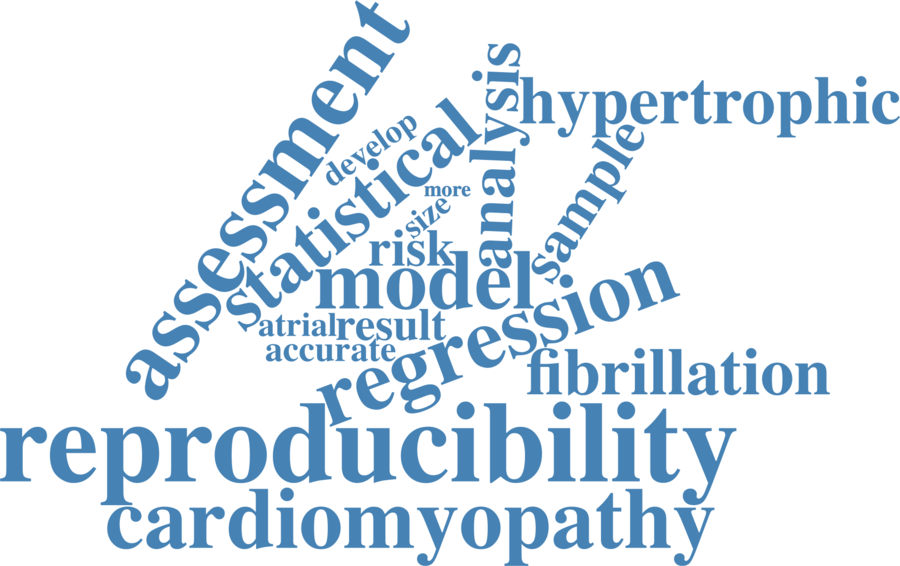 assessment
develop
statistical
analysis
hypertrophic
more
size
sample
risk
model
atrial
result
accurate
regression
fibrillation
reproducibility
cardiomyopathy